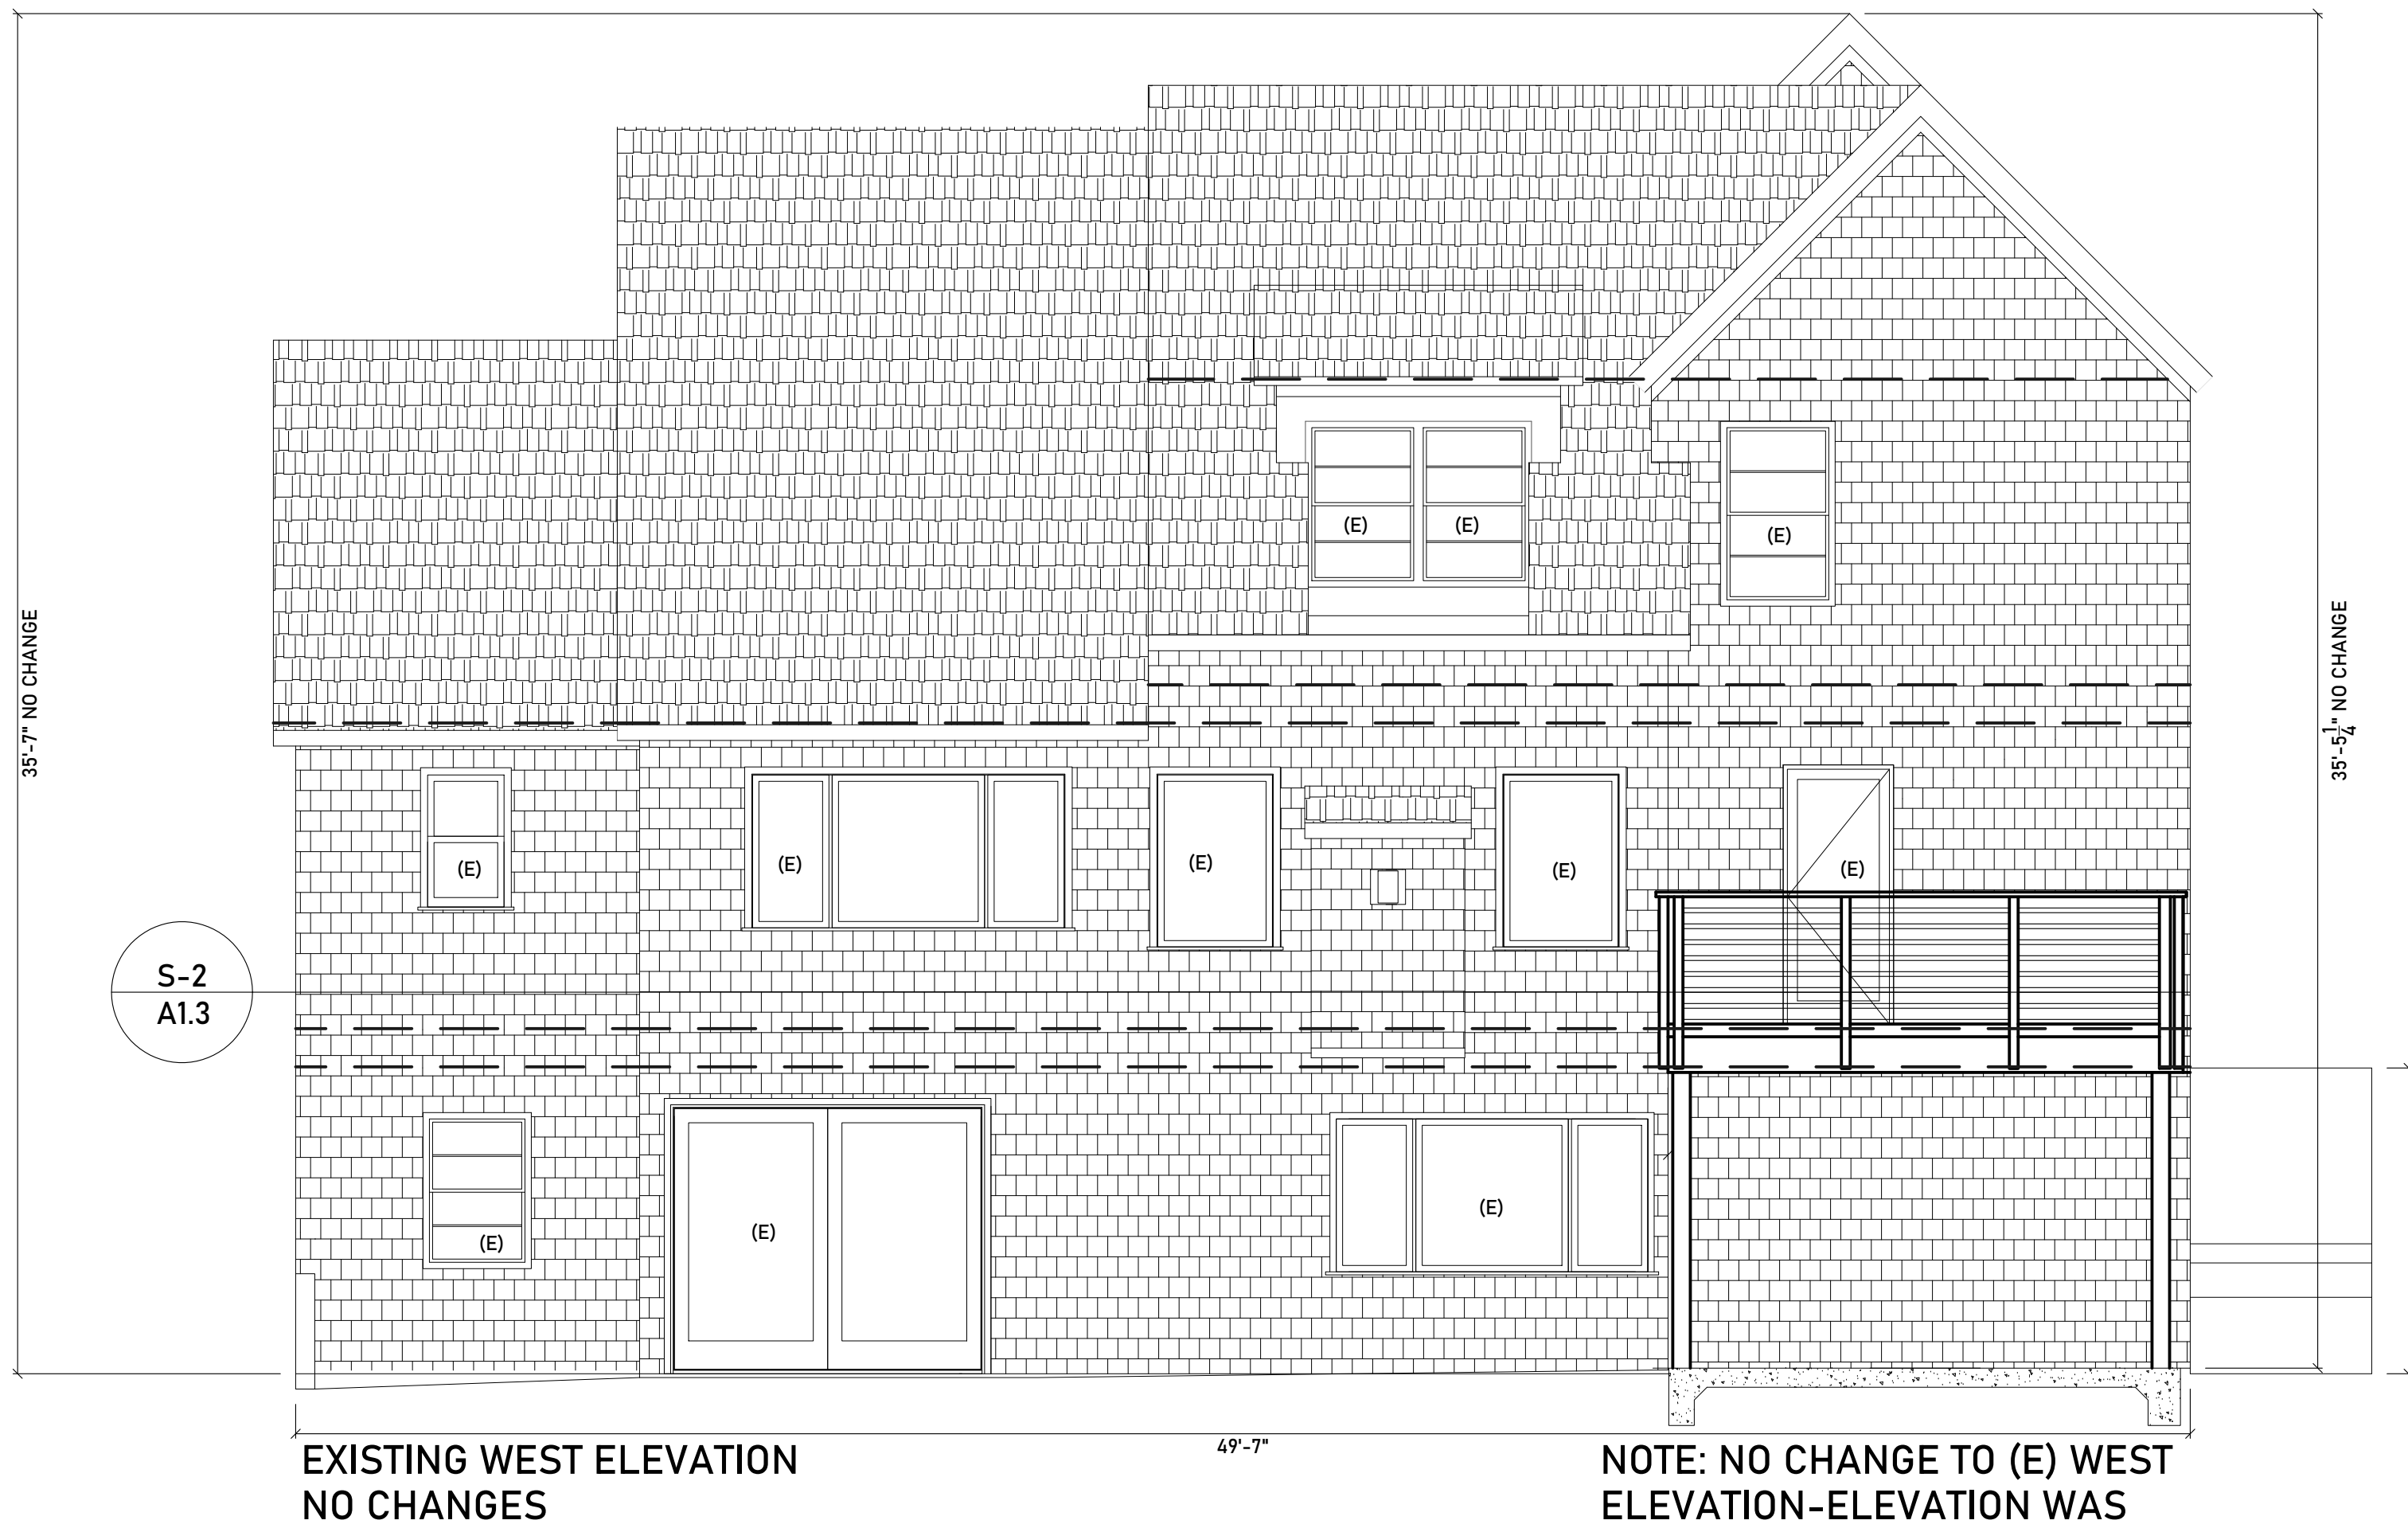 35'-7" NO CHANGE
35'-5 1/4" NO CHANGE
(E)
(E)
(E)
(E)
(E)
(E)
(E)
(E)
S-2
A1.3
(E)
(E)
(E)
49'-7"
EXISTING WEST ELEVATION
NO CHANGES
NOTE: NO CHANGE TO (E) WEST
ELEVATION-ELEVATION WAS